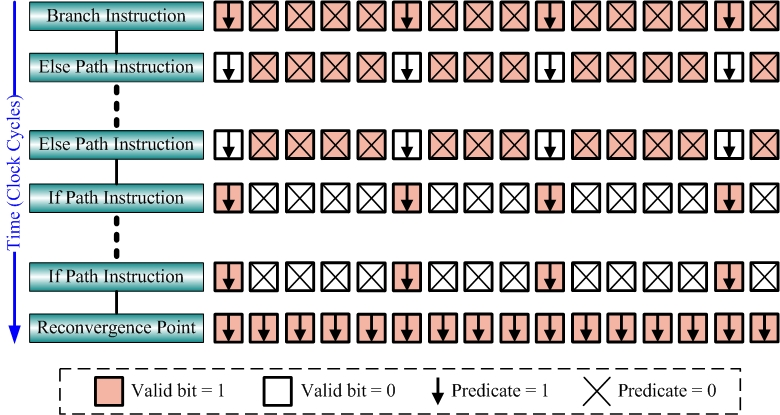 Time (Clock Cycles)
Branch Instruction
Else Path Instruction
Else Path Instruction
If Path Instruction
If Path Instruction
Reconvergence Point
Valid bit = 1 Valid bit = 0 Predicate = 1 Predicate = 0